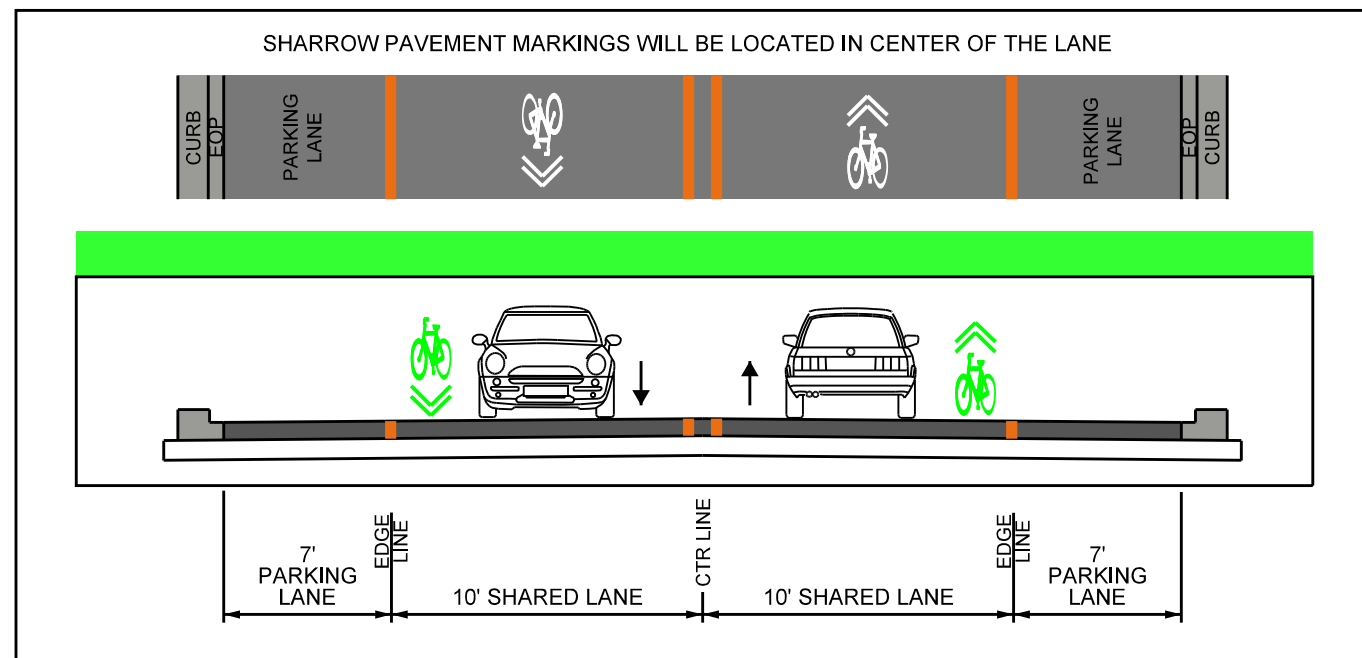 SHARROW PAVEMENT MARKINGS WILL BE LOCATED IN CENTER OF THE LANE
CURB
EOP
PARKING
LANE
PARKING
LANE
EOP
CURB
7'
PARKING
LANE
EDGE
LINE
10' SHARED LANE
CTR LINE
10' SHARED LANE
EDGE
LINE
7'
PARKING
LANE